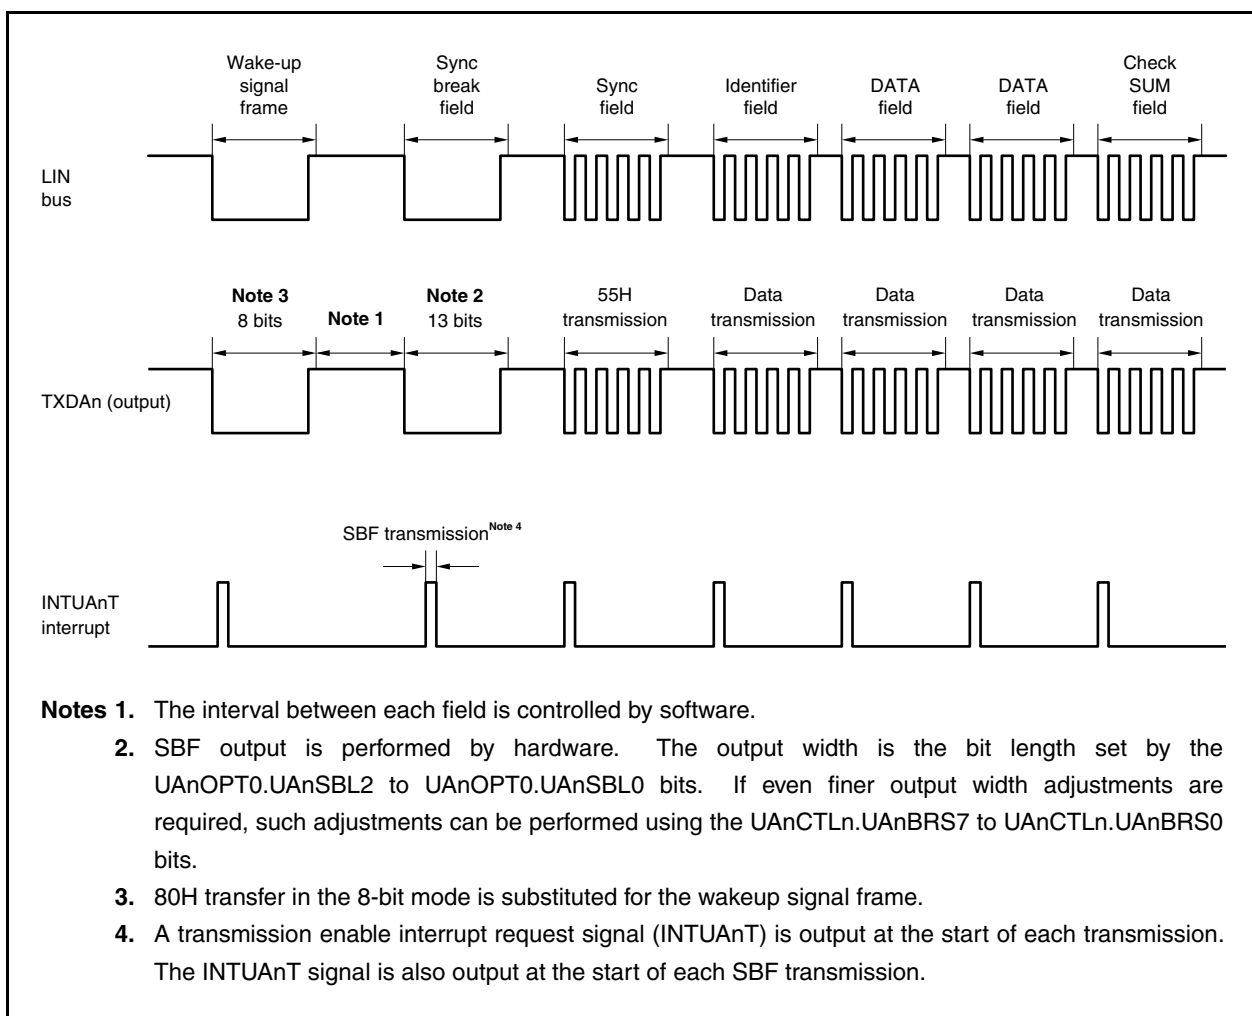 Wake-up
signal
frame
Sync
break
field
Sync
field
Identifier
field
DATA
field
DATA
field
Check
SUM
field
LIN
bus
Note 3
8 bits
Note 1
Note 2
13 bits
55H
transmission
Data
transmission
Data
transmission
Data
transmission
Data
transmission
TXDAn (output)
SBF transmission Note 4
INTUAnT
interrupt
Notes 1. The interval between each field is controlled by software.
2. SBF output is performed by hardware. The output width is the bit length set by the
UAnOPT0.UAnSBL2 to UAnOPT0.UAnSBL0 bits. If even finer output width adjustments are
required, such adjustments can be performed using the UAnCTLn.UAnBRS7 to UAnCTLn.UAnBRS0
bits.
3. 80H transfer in the 8-bit mode is substituted for the wakeup signal frame.
4. A transmission enable interrupt request signal (INTUAnT) is output at the start of each transmission.
The INTUAnT signal is also output at the start of each SBF transmission.